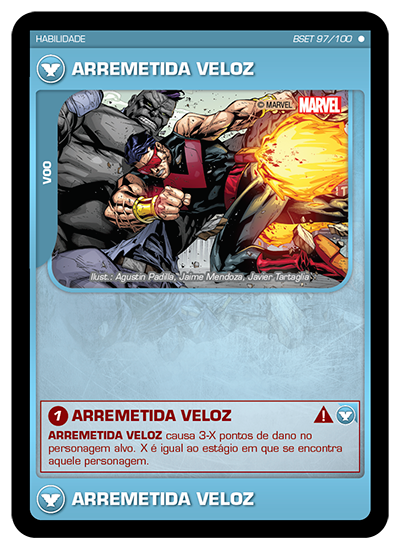 HABILIDADE
BSET 97/100
ARREMETIDA VELOZ
VOO
© MARVEL MARVEL
Ilust.: Agustin Padilla, Jaime Mendoza, Javier Tartaglia
1 ARREMETIDA VELOZ
ARREMETIDA VELOZ causa 3-X pontos de dano no
personagem alvo. X é igual ao estágio em que se encontra
aquele personagem.
ARREMETIDA VELOZ